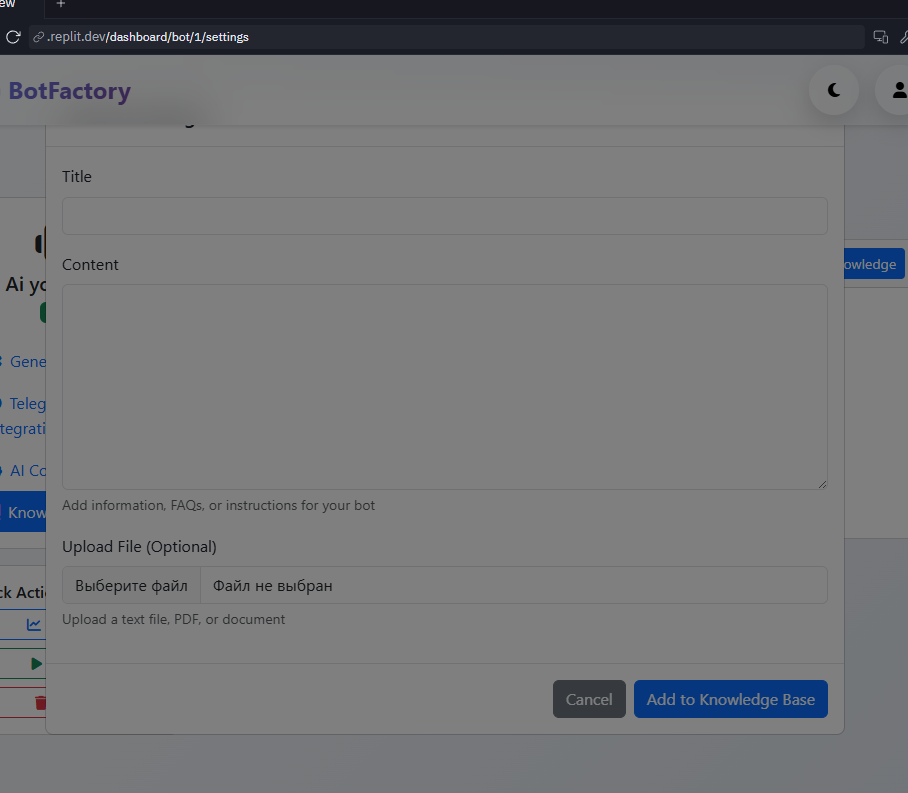 ew +
.replit.dev/dashboard/bot/1/settings
BotFactory
Title
Content
owledge
Ai yo
Gene
Teleg
tegrati
AI Co
Know
Add information, FAQs, or instructions for your bot
Upload File (Optional)
Выберите файл Файл не выбран
Upload a text file, PDF, or document
ck Acti
Cancel Add to Knowledge Base